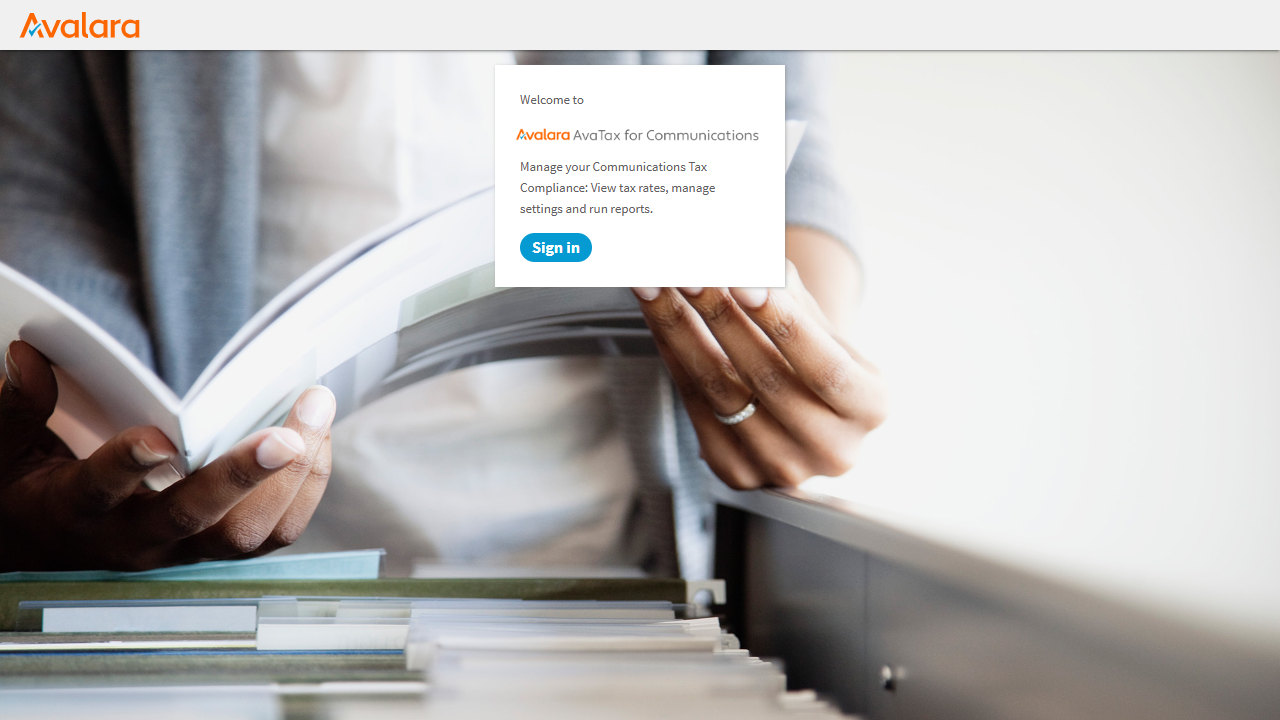 Avalara
Welcome to
Avalara AvaTax for Communications
Manage your Communications Tax
Compliance: View tax rates, manage
settings and run reports.
Sign in